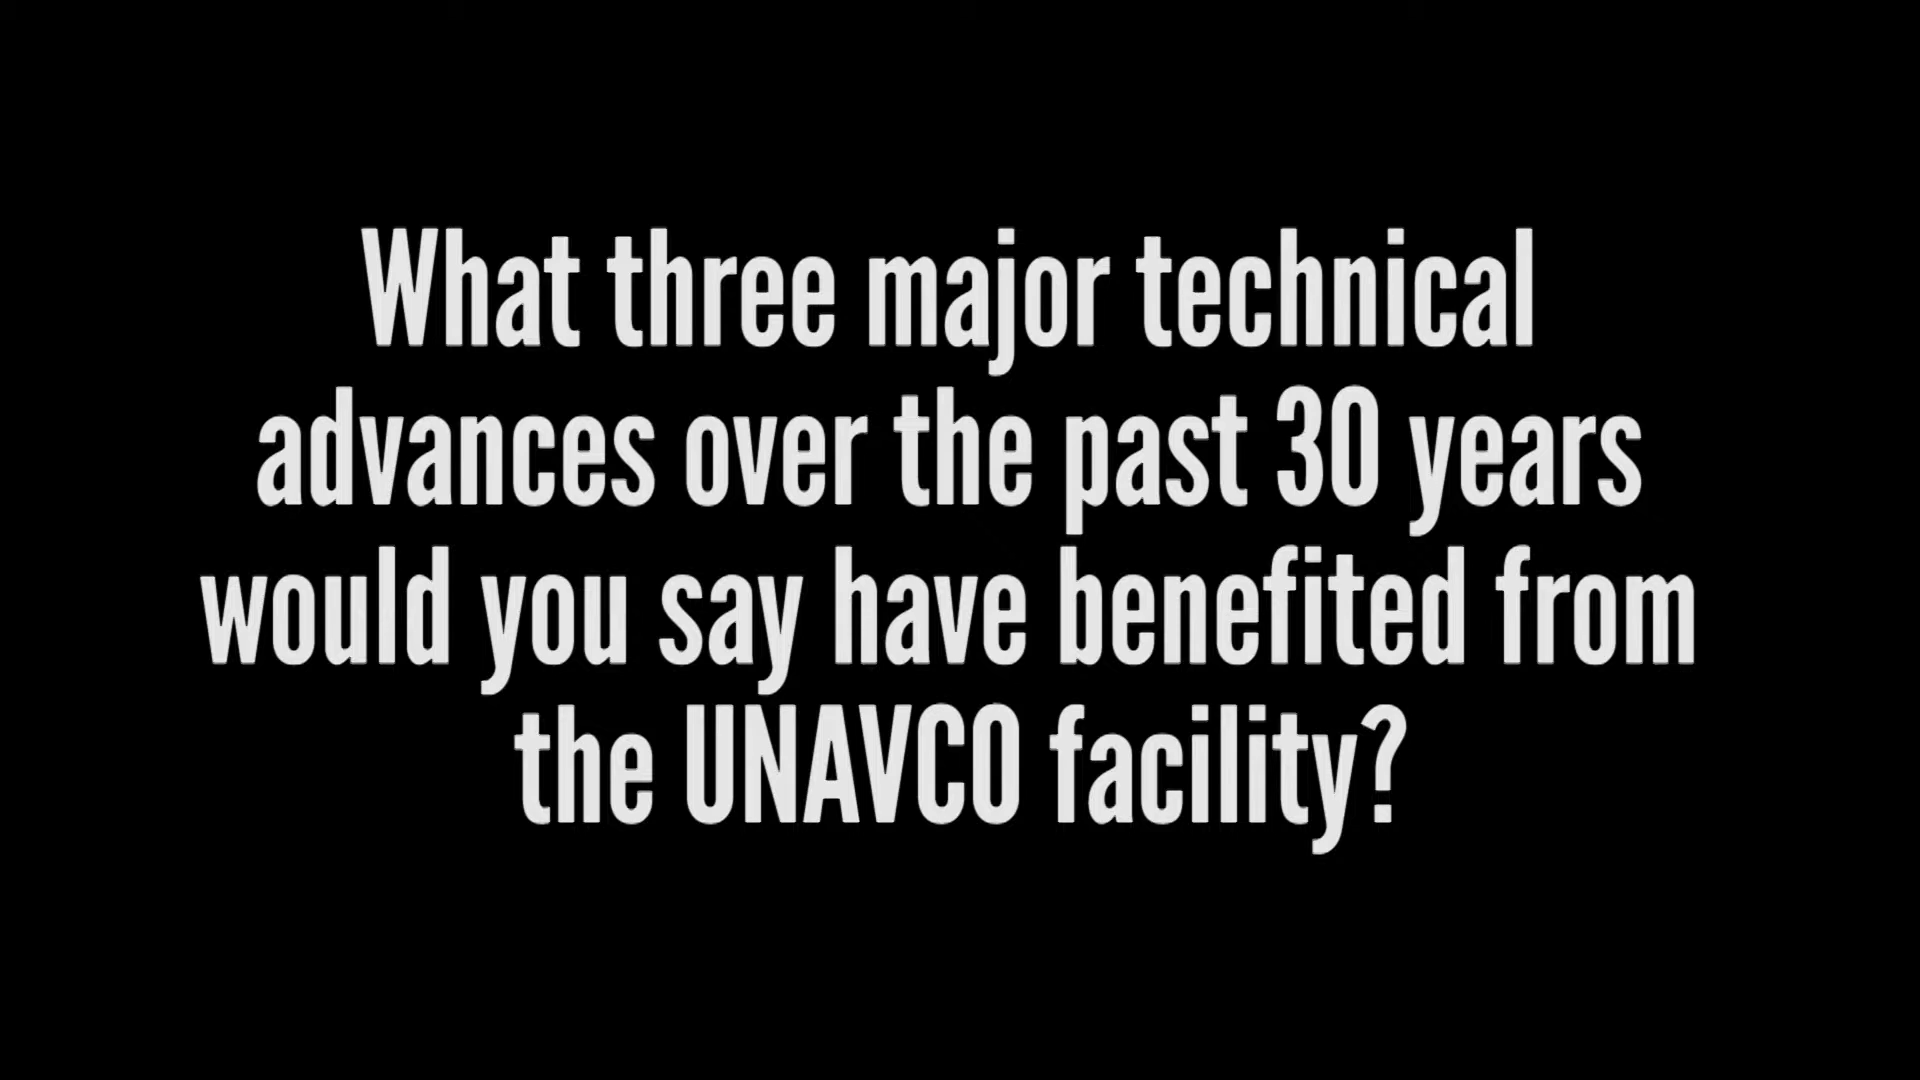 What three major technical
advances over the past 30 years
would you say have benefited from
the UNAVCO facility?